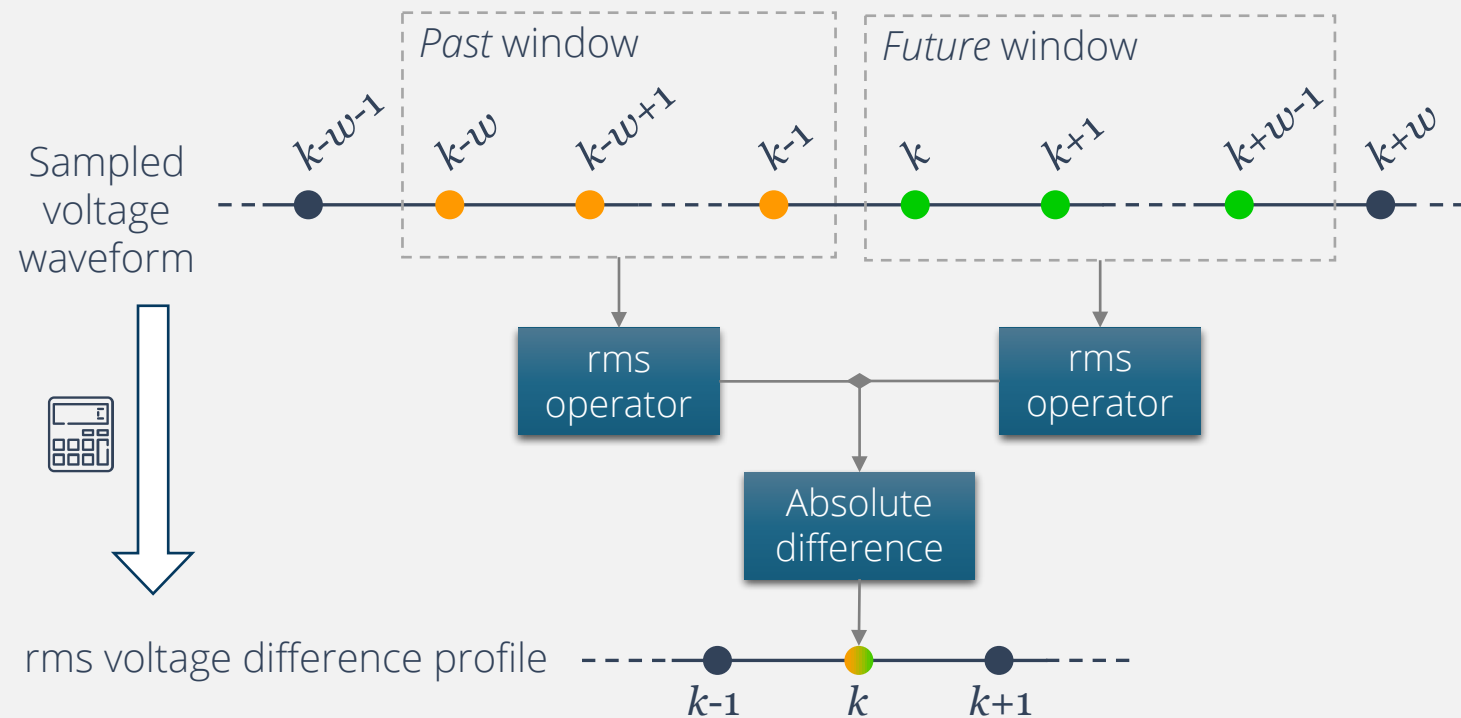 Past window
Future window
k-w-1
k-w
k-w+1
k-1
k
k+1
k+w-1
k+w
Sampled
voltage
waveform
rms
operator
rms
operator
Absolute
difference
rms voltage difference profile
k-1
k
k+1